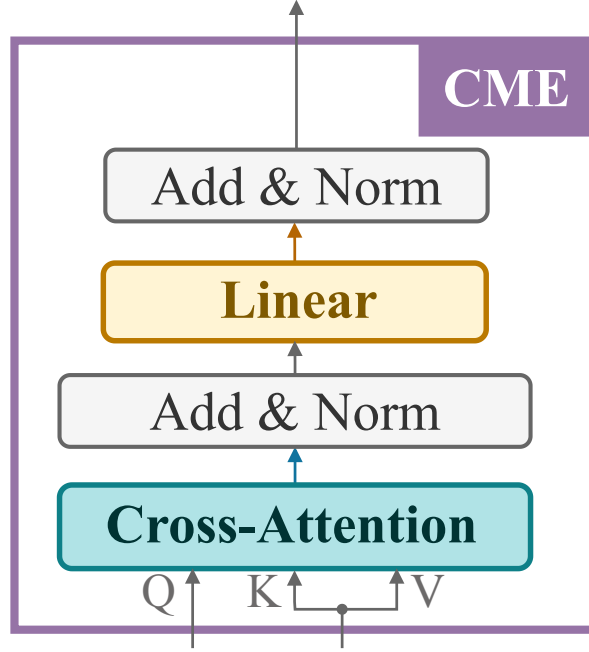 CME
Add & Norm
Linear
Add & Norm
Cross-Attention
Q K V